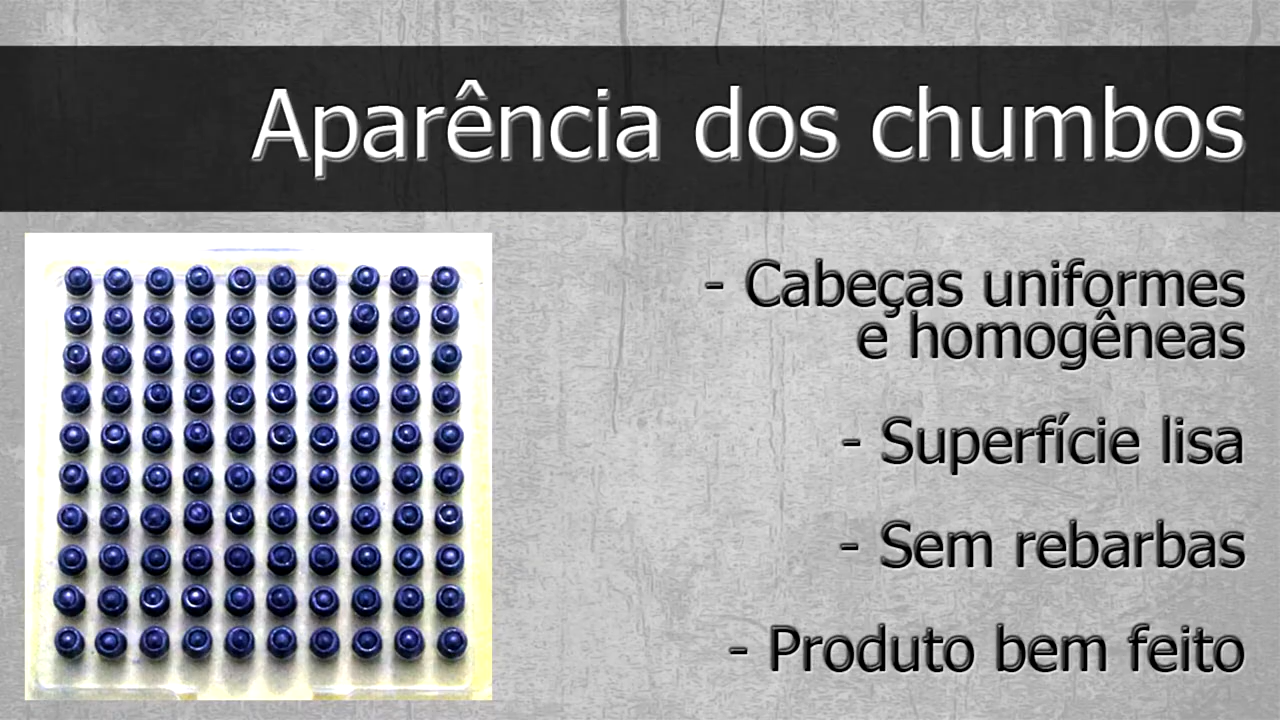 Aparência dos chumbos
- Cabeças uniformes
e homogêneas
- Superfície lisa
- Sem rebarbas
- Produto bem feito